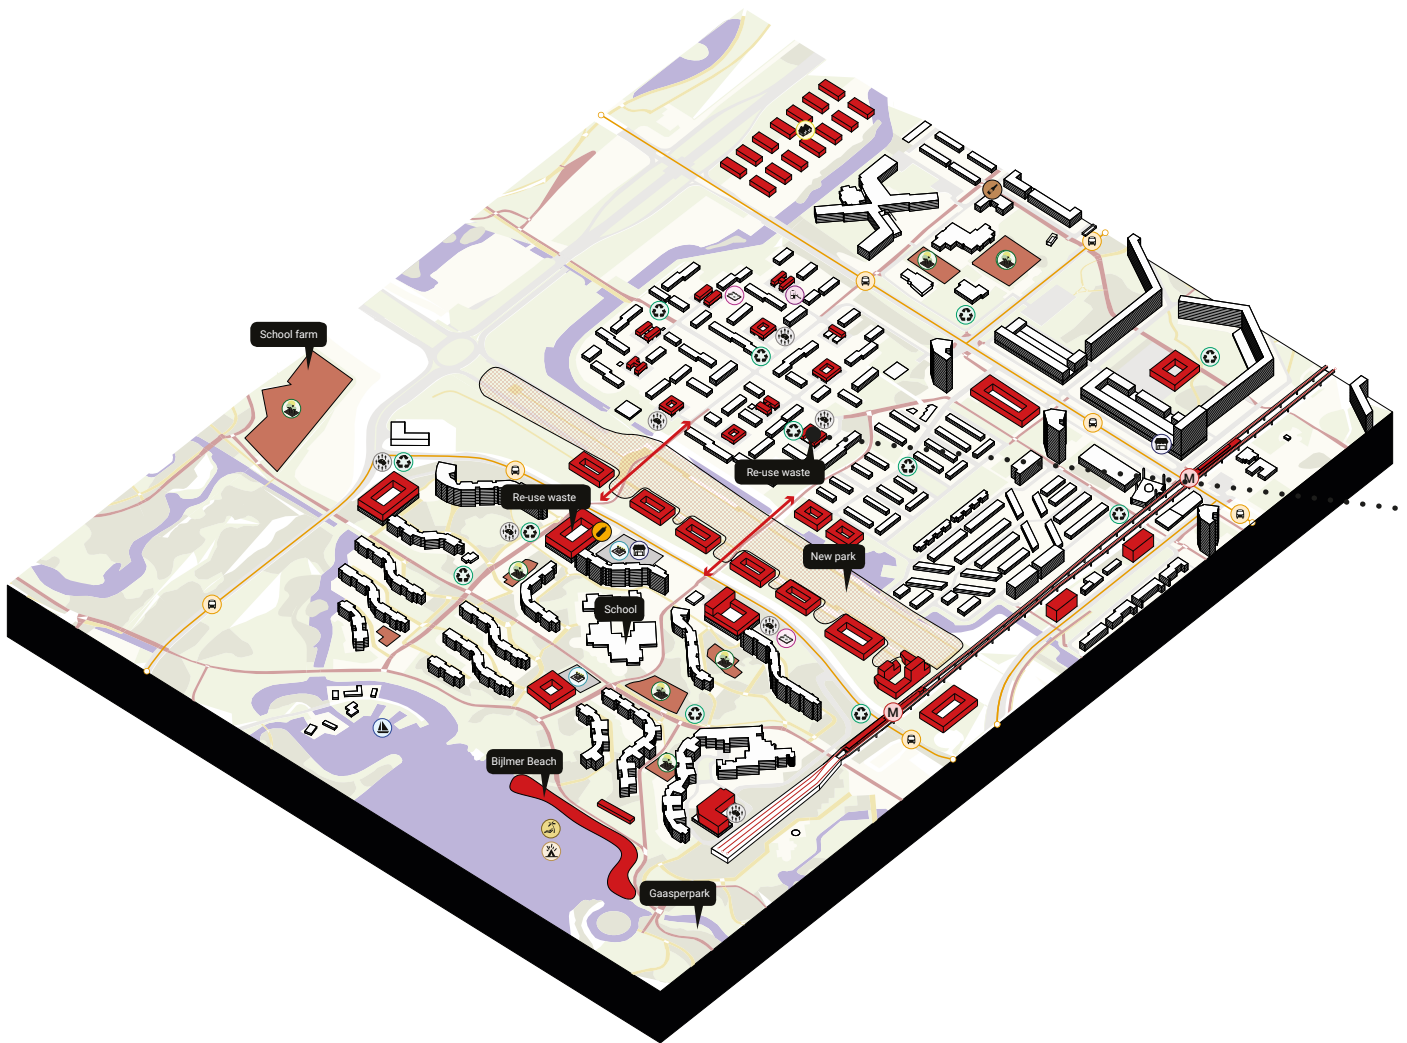 School farm
Re-use waste
Re-use waste
New park
School
Bijlmer Beach
Gaasperpark
M
M